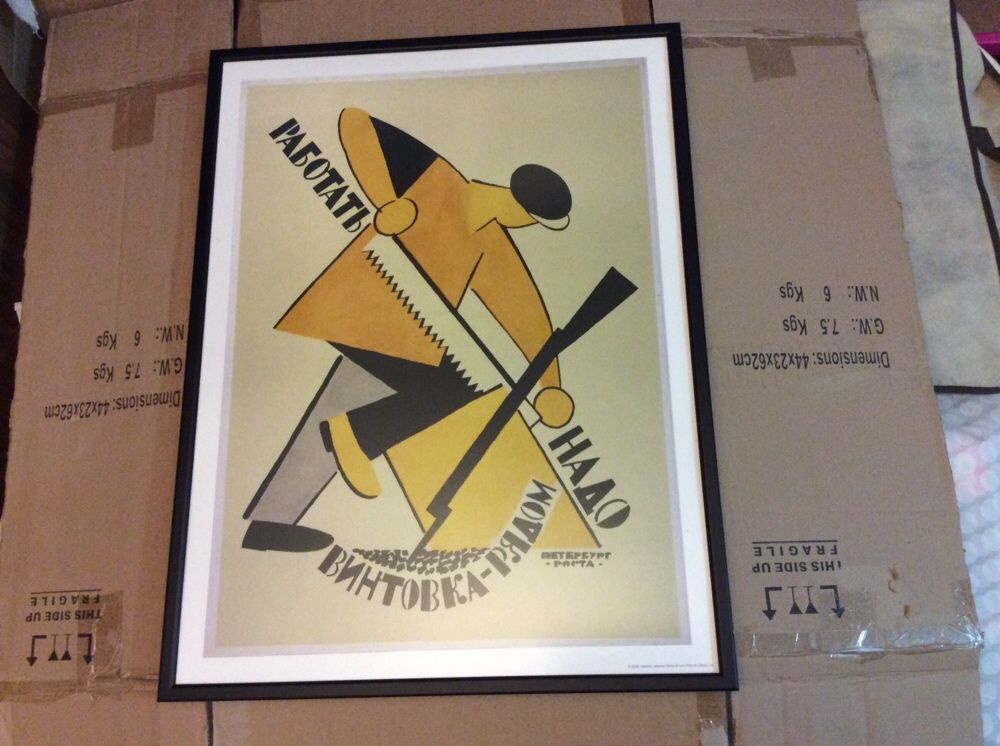 РАБОТАТЬ
НАДО
ВИНТОВКА-РЯДОМ
ПЕТЕРБУРГ
- РОСТА -
N.W.: 6 Kgs
G.W.: 7.5 Kgs
Dimensions: 44x23x62cm
THIS SIDE UP
FRAGILE
N.W.: 6 Kgs
G.W.: 7.5 Kgs
Dimensions: 44x23x62cm
THIS SIDE UP
FRAGILE